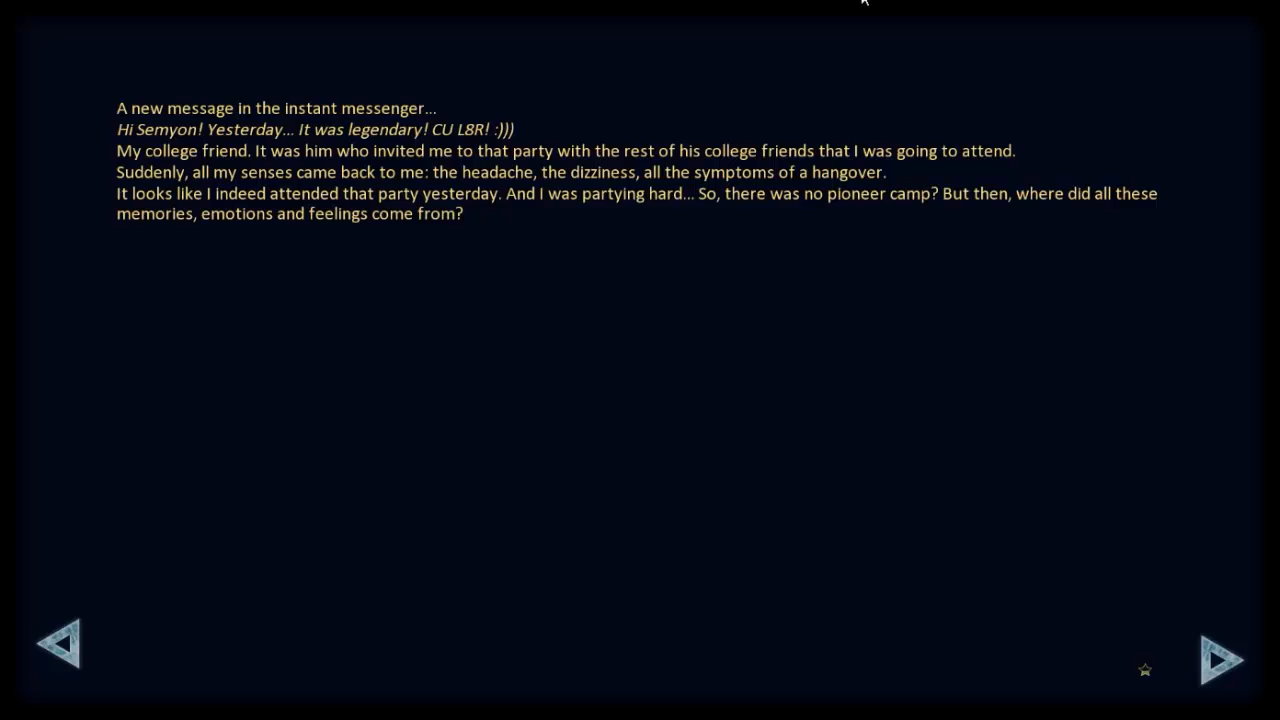 A new message in the instant messenger...
Hi Semyon! Yesterday... It was legendary! CU L8R! :)))
My college friend. It was him who invited me to that party with the rest of his college friends that I was going to attend.
Suddenly, all my senses came back to me: the headache, the dizziness, all the symptoms of a hangover.
It looks like I indeed attended that party yesterday. And I was partying hard... So, there was no pioneer camp? But then, where did all these
memories, emotions and feelings come from?